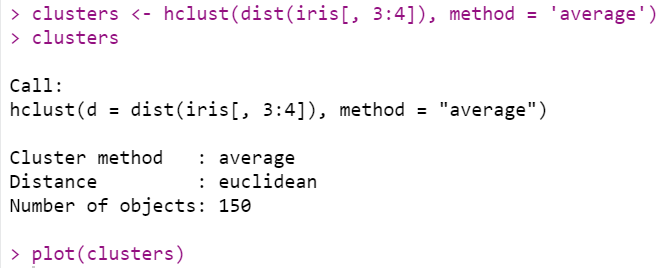 > clusters <- hclust(dist(iris[, 3:4]), method = 'average')
> clusters
Call:
hclust(d = dist(iris[, 3:4]), method = "average")
Cluster method   : average
Distance         : euclidean
Number of objects: 150
> plot(clusters)